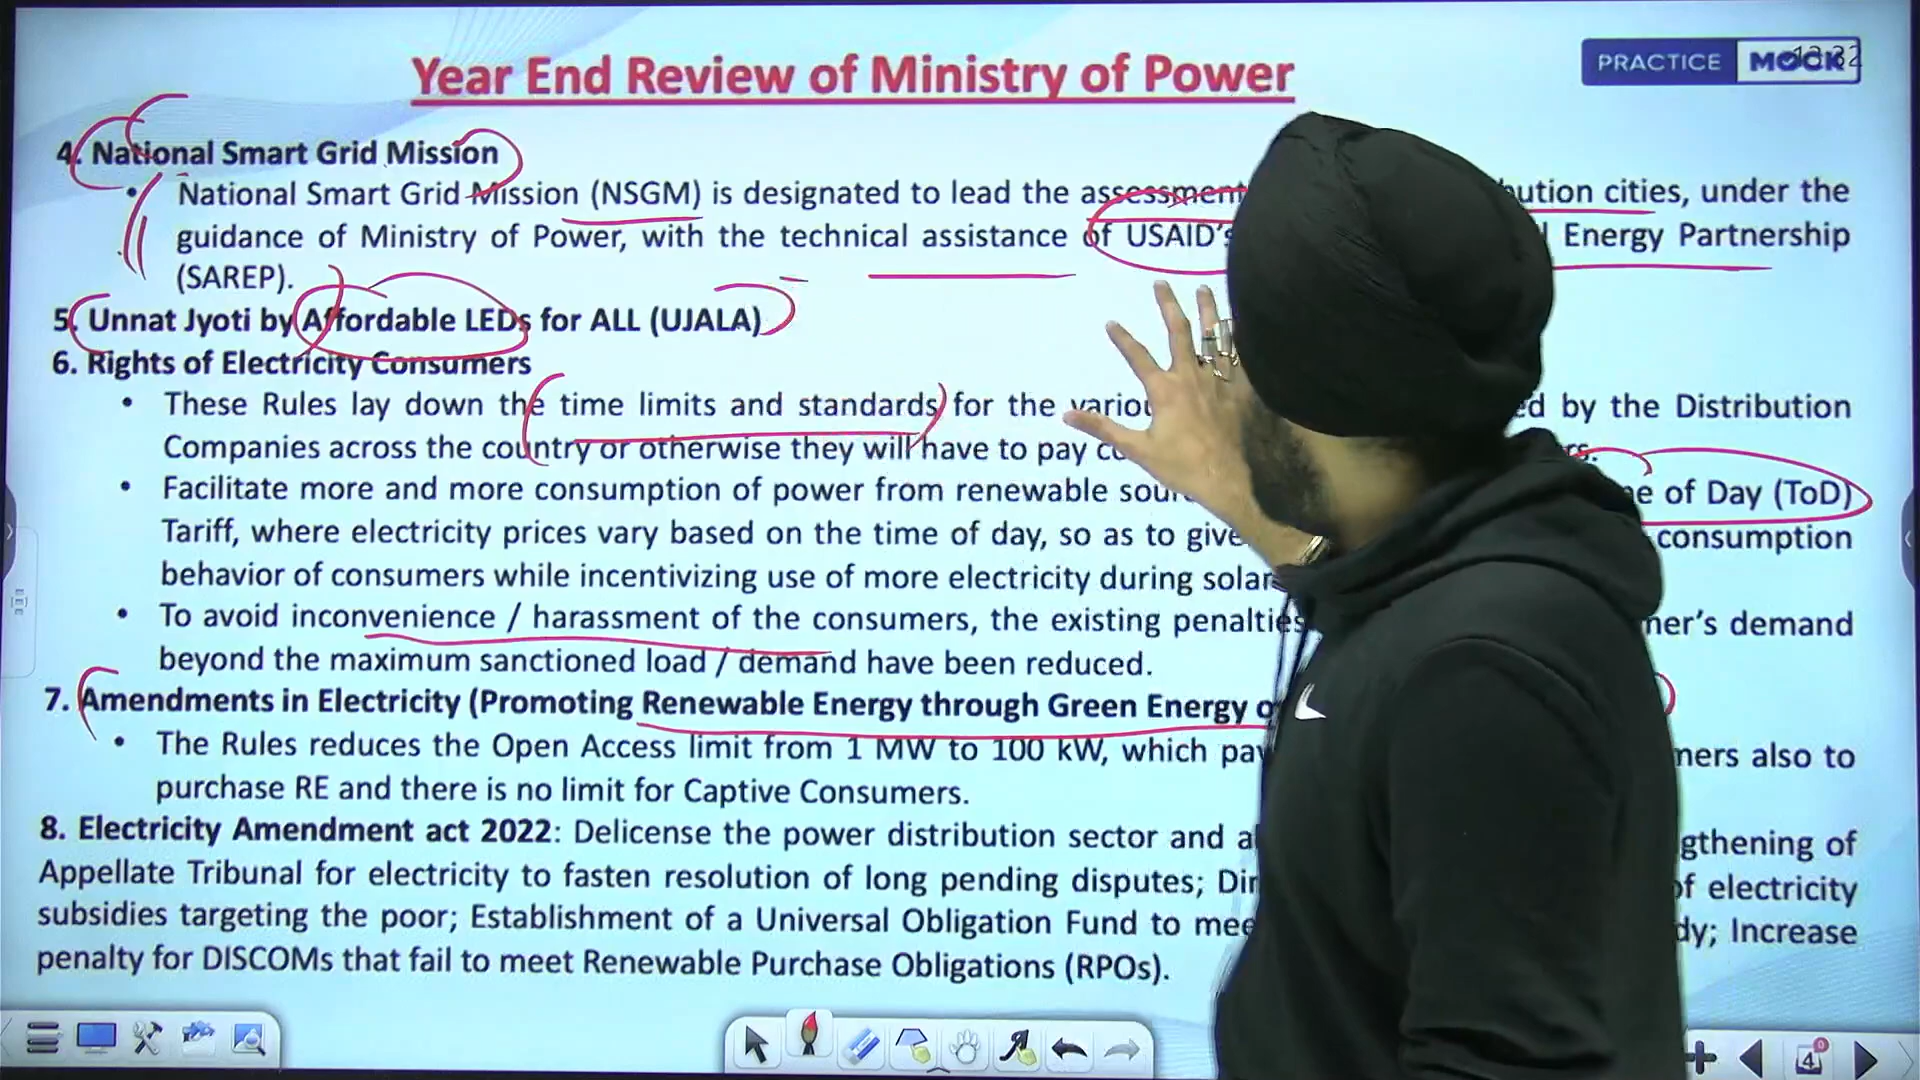 Year End Review of Ministry of Power
PRACTICE MOCK
4. National Smart Grid Mission
• National Smart Grid Mission (NSGM) is designated to lead the assessment cities, under the
guidance of Ministry of Power, with the technical assistance of USAID's Energy Partnership
(SAREP).
5. Unnat Jyoti by Affordable LEDs for ALL (UJALA)
6. Rights of Electricity Consumers
• These Rules lay down the time limits and standards for the by the Distribution
Companies across the country or otherwise they will have to pay
• Facilitate more and more consumption of power from renewable of Day (ToD)
Tariff, where electricity prices vary based on the time of day, so as to give consumption
behavior of consumers while incentivizing use of more electricity during solar
• To avoid inconvenience / harassment of the consumers, the existing penalties demand
beyond the maximum sanctioned load / demand have been reduced.
7. Amendments in Electricity (Promoting Renewable Energy through Green Energy
• The Rules reduces the Open Access limit from 1 MW to 100 kW, which also to
purchase RE and there is no limit for Captive Consumers.
8. Electricity Amendment act 2022: Delicense the power distribution sector and of
Appellate Tribunal for electricity to fasten resolution of long pending disputes; of electricity
subsidies targeting the poor; Establishment of a Universal Obligation Fund to Increase
penalty for DISCOMs that fail to meet Renewable Purchase Obligations (RPOs).
4
0